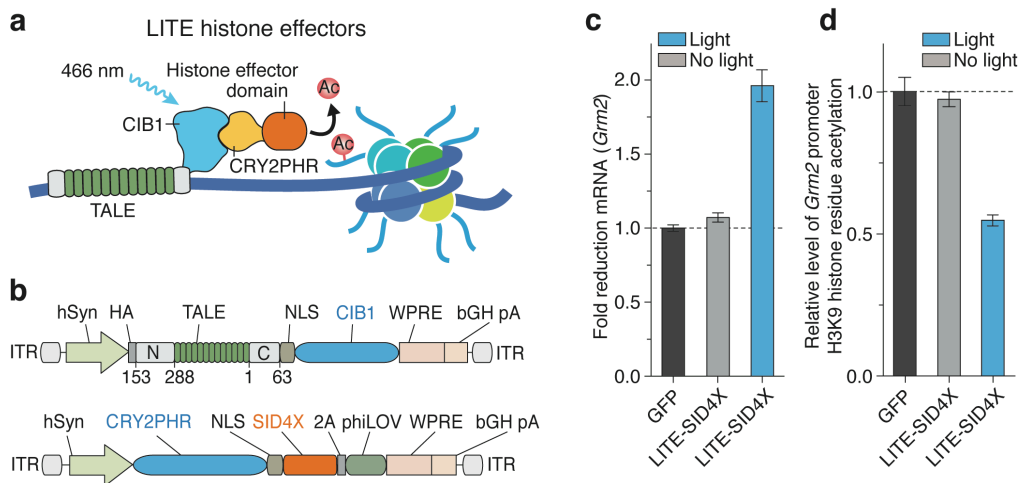 a
LITE histone effectors
466 nm
Histone effector
domain
Ac
CIB1
Ac
CRY2PHR
TALE
b
hSyn HA TALE NLS CIB1 WPRE bGH pA
ITR N C ITR
153 288 1 63
hSyn CRY2PHR NLS SID4X 2A phiLOV WPRE bGH pA
ITR ITR
c
Light
No light
Fold reduction mRNA (Grm2)
2.0
1.5
1.0
0.5
0.0
GFP
LITE-SID4X
LITE-SID4X
d
Light
No light
Relative level of Grm2 promoter
H3K9 histone residue acetylation
1.0
0.5
0.0
GFP
LITE-SID4X
LITE-SID4X